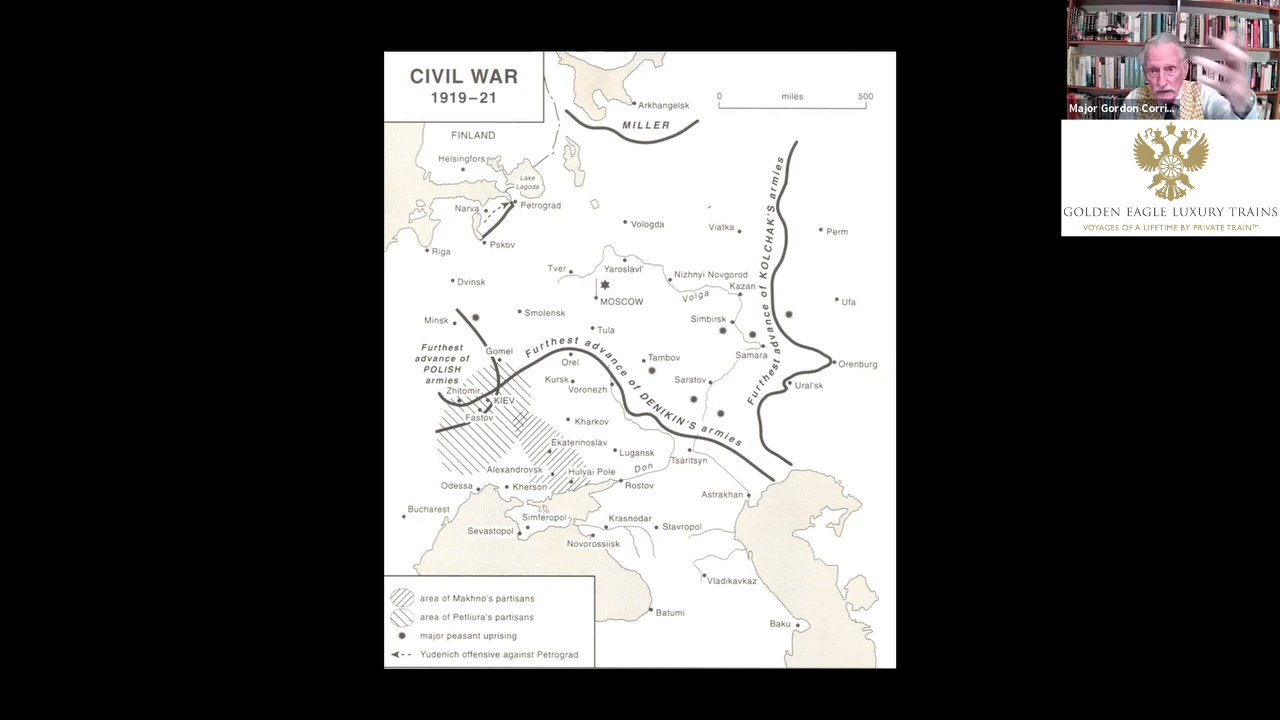 CIVIL WAR
1919–21
Arkhangelsk
0 miles 500
MILLER
FINLAND
Helsingfors
Lake
Lagoda
Narva
Petrograd
Pskov
Riga
Vologda
Viatka
Perm
Tver
Yaroslavl'
Nizhnyi Novgorod
Kazan
Volga
Dvinsk
MOSCOW
Ufa
Minsk
Smolensk
Tula
Simbirsk
Samara
Orenburg
Ural'sk
Furthest advance of KOLCHAK'S armies
Furthest
advance of
POLISH
armies
Gomel
Furthest advance of DENIKIN'S armies
Orel
Tambov
Kursk
Voronezh
Saratov
Zhitomir
KIEV
Fastov
Kharkov
Ekaterinoslav
Lugansk
Tsaritsyn
Alexandrovsk
Hulyai Pole
Don
Odessa
Kherson
Rostov
Astrakhan
Bucharest
Simferopol
Sevastopol
Krasnodar
Stavropol
Novorossiisk
Vladikavkaz
Batumi
Baku
area of Makhno's partisans
area of Petliura's partisans
major peasant uprising
Yudenich offensive against Petrograd
Major Gordon Corri...
GOLDEN EAGLE LUXURY TRAINS
VOYAGES OF A LIFETIME BY PRIVATE TRAIN™